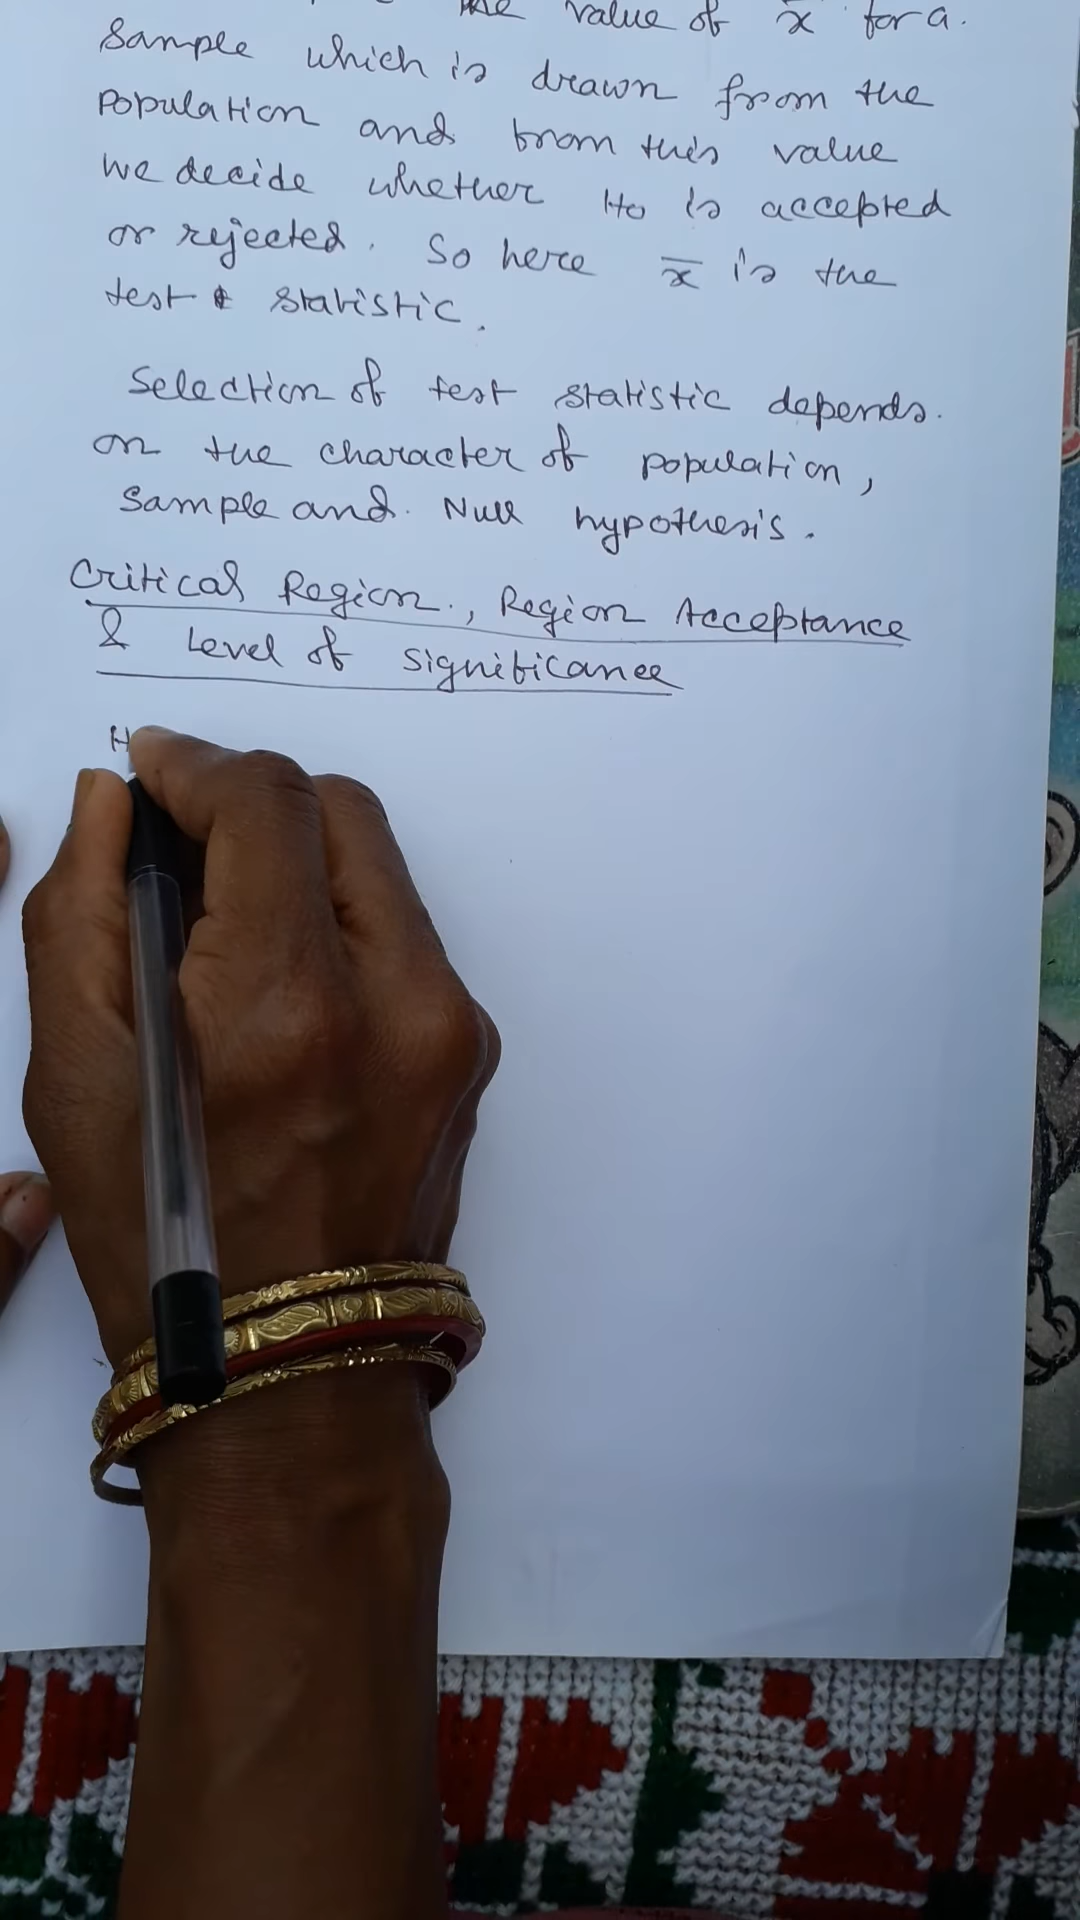 the value of x̄ for a.
Sample which is drawn from the
population and from this value
we decide whether Ho is accepted
or rejected. So here x̄ is the
test statistic.
Selection of test statistic depends.
on the character of population,
Sample and. Null hypothesis.
Critical Region., Region Acceptance
& Level of significance
H